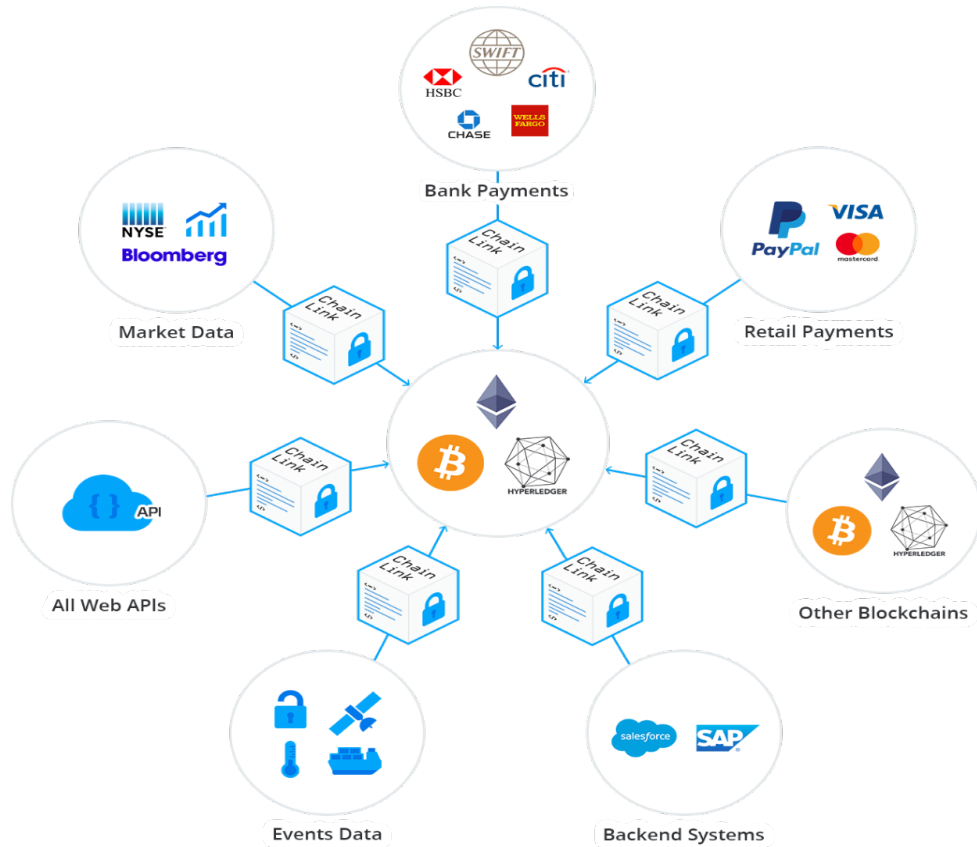 SWIFT
HSBC
citi
CHASE
WELLS
FARGO
Bank Payments
NYSE
Bloomberg
Market Data
PayPal
VISA
mastercard
Retail Payments
Chain
Link
<~>
</>
Chain
Link
<~>
</>
Chain
Link
<~>
</>
HYPERLEDGER
API
All Web APIs
Chain
Link
<~>
</>
Chain
Link
<~>
</>
HYPERLEDGER
Other Blockchains
Chain
Link
<~>
</>
Chain
Link
<~>
</>
Events Data
salesforce
SAP
Backend Systems